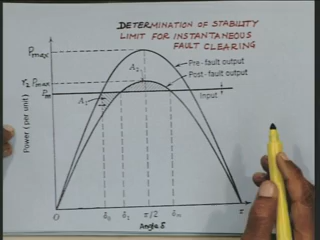 DETERMINATION OF STABILITY
LIMIT FOR INSTANTANEOUS
FAULT CLEARING
Pmax
A2
Pre-fault output
Post-fault output
r2 Pmax
Pm
A1
Input
Power (per unit)
O
δ0
δ1
π/2
δm
π
Angle δ